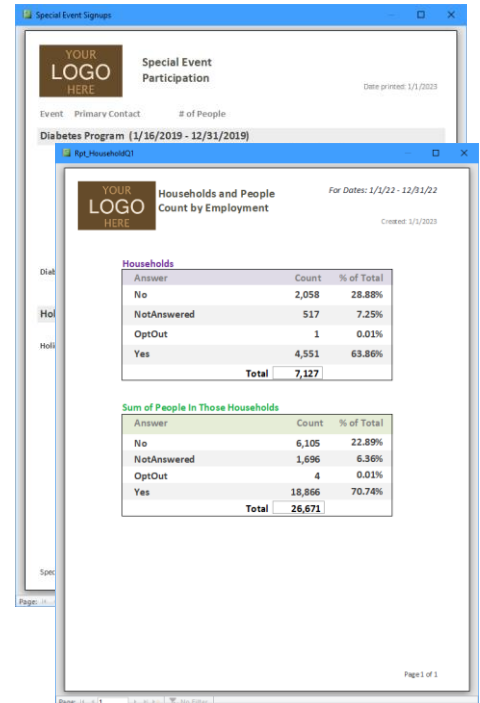 Special Event Signups
YOUR
LOGO
HERE
Special Event
Participation
Date printed: 1/1/2023
Event Primary Contact # of People
Diabetes Program (1/16/2019 - 12/31/2019)
Rpt_HouseholdQ1
YOUR
LOGO
HERE
Households and People
Count by Employment
For Dates: 1/1/22 - 12/31/22
Created: 1/1/2023
Households
Answer Count % of Total
No 2,058 28.88%
NotAnswered 517 7.25%
OptOut 1 0.01%
Yes 4,551 63.86%
Total 7,127
Sum of People In Those Households
Answer Count % of Total
No 6,105 22.89%
NotAnswered 1,696 6.36%
OptOut 4 0.01%
Yes 18,866 70.74%
Total 26,671
Diab
Hol
Holi
Spec
Page:
Page 1 of 1
Page: 1 No Filter